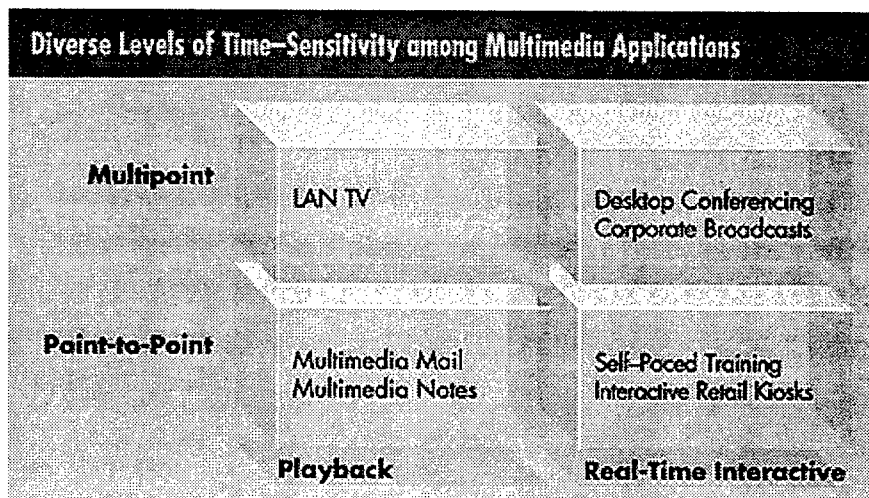 Diverse Levels of Time–Sensitivity among Multimedia Applications
Multipoint
LAN TV
Desktop Conferencing
Corporate Broadcasts
Point-to-Point
Multimedia Mail
Multimedia Notes
Self–Paced Training
Interactive Retail Kiosks
Playback
Real-Time Interactive